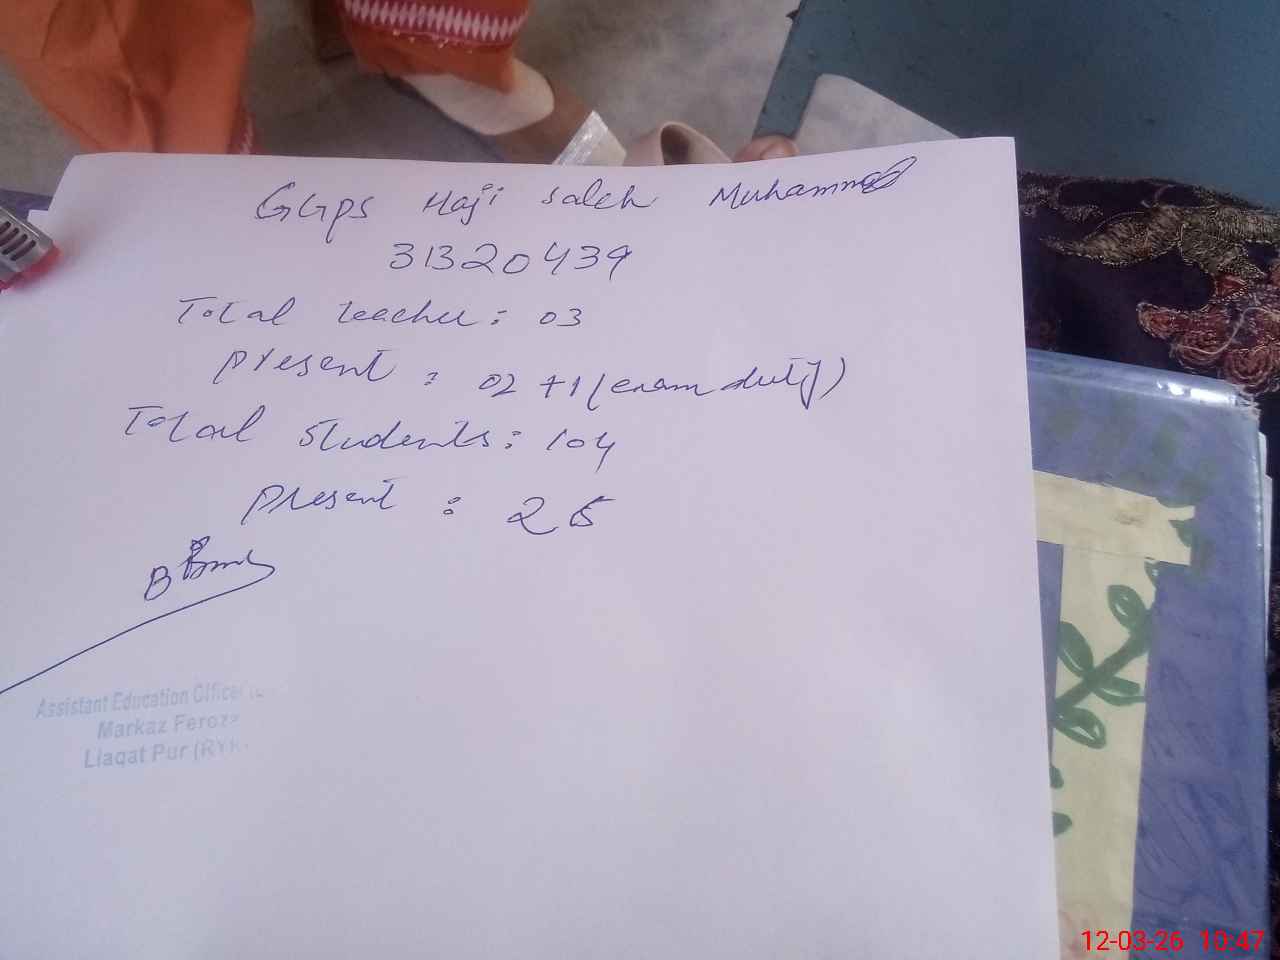 GGPS Haji Saleh Muhammad
31320439
Total teacher: 03
Present : 02 +1(exam duty)
Total students: 104
Present : 25
Assistant Education Officer
Markaz
Liaqat Pur (RYK
12-03-26 10:47